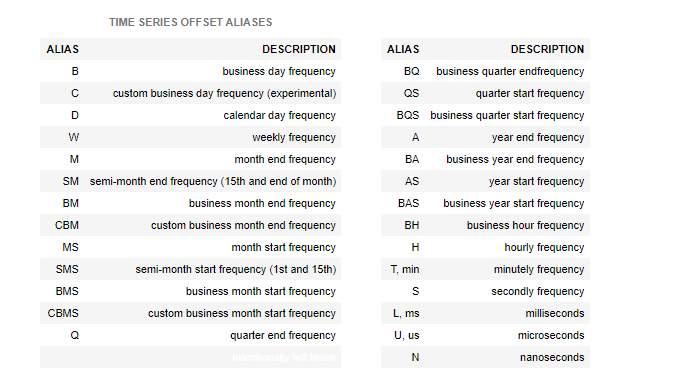 TIME SERIES OFFSET ALIASES
ALIAS DESCRIPTION
B business day frequency
C custom business day frequency (experimental)
D calendar day frequency
W weekly frequency
M month end frequency
SM semi-month end frequency (15th and end of month)
BM business month end frequency
CBM custom business month end frequency
MS month start frequency
SMS semi-month start frequency (1st and 15th)
BMS business month start frequency
CBMS custom business month start frequency
Q quarter end frequency
intentionally left blank
ALIAS DESCRIPTION
BQ business quarter endfrequency
QS quarter start frequency
BQS business quarter start frequency
A year end frequency
BA business year end frequency
AS year start frequency
BAS business year start frequency
BH business hour frequency
H hourly frequency
T, min minutely frequency
S secondly frequency
L, ms milliseconds
U, us microseconds
N nanoseconds